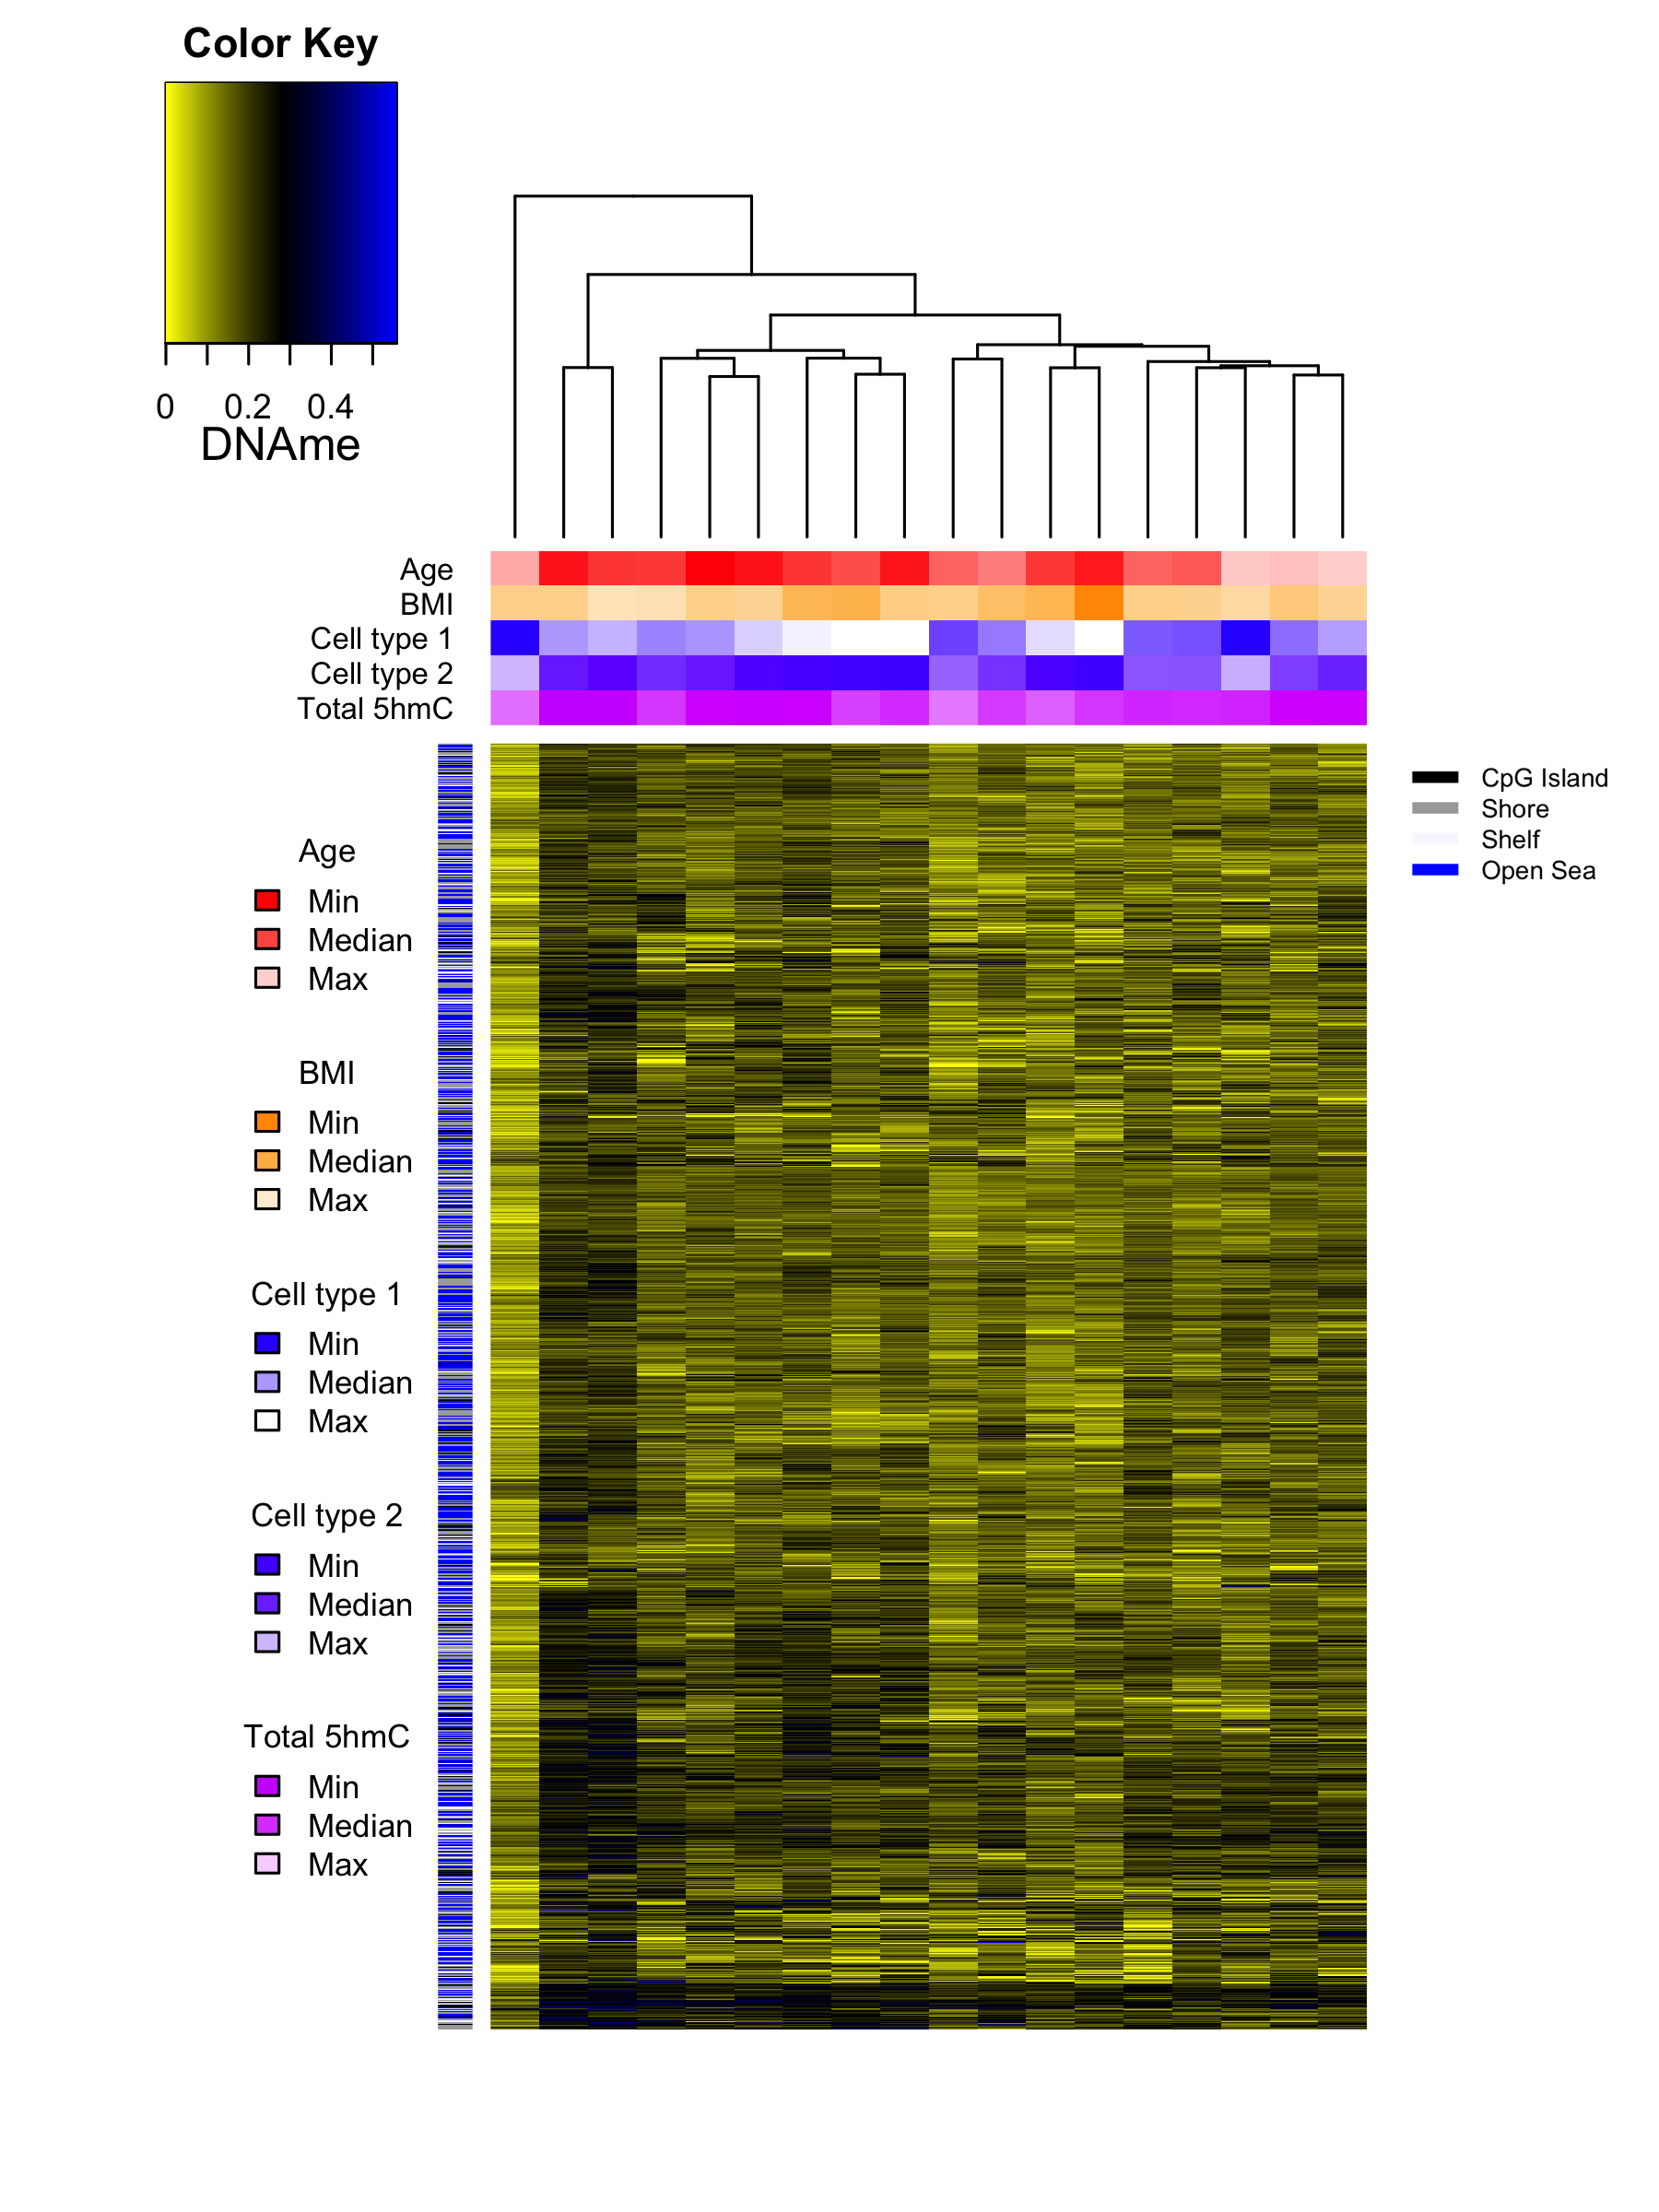 Color Key
0 0.2 0.4
DNAme
Age
BMI
Cell type 1
Cell type 2
Total 5hmC
CpG Island
Shore
Shelf
Open Sea
Age
Min
Median
Max
BMI
Min
Median
Max
Cell type 1
Min
Median
Max
Cell type 2
Min
Median
Max
Total 5hmC
Min
Median
Max